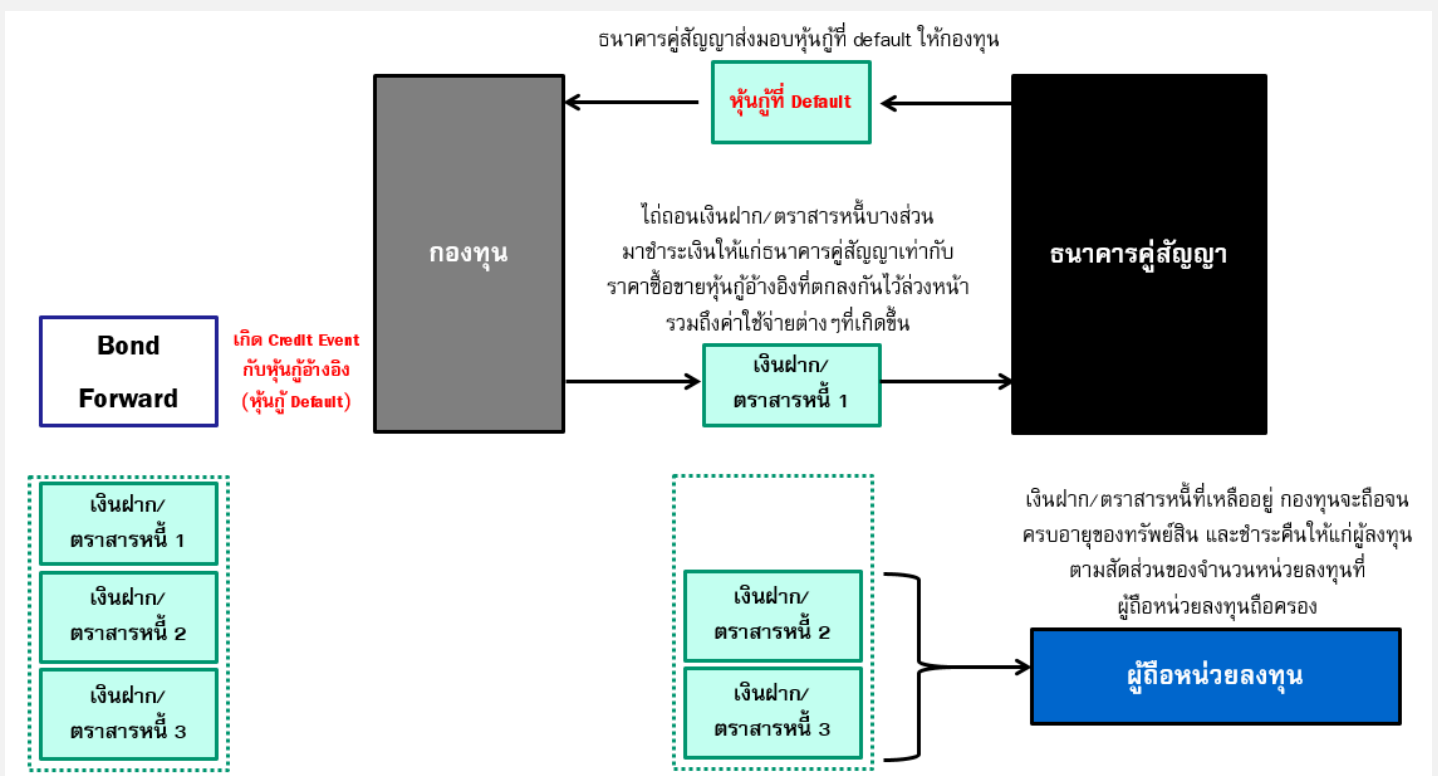 ธนาคารคู่สัญญาส่งมอบหุ้นกู้ที่ default ให้กองทุน
หุ้นกู้ที่ Default
กองทุน
ธนาคารคู่สัญญา
ไถ่ถอนเงินฝาก/ตราสารหนี้บางส่วน
มาชำระเงินให้แก่ธนาคารคู่สัญญาเท่ากับ
ราคาซื้อขายหุ้นกู้อ้างอิงที่ตกลงกันไว้ล่วงหน้า
รวมถึงค่าใช้จ่ายต่างๆที่เกิดขึ้น
Bond
Forward
เกิด Credit Event
กับหุ้นกู้อ้างอิง
(หุ้นกู้ Default)
เงินฝาก/
ตราสารหนี้ 1
เงินฝาก/
ตราสารหนี้ 1
เงินฝาก/
ตราสารหนี้ 2
เงินฝาก/
ตราสารหนี้ 3
เงินฝาก/
ตราสารหนี้ 2
เงินฝาก/
ตราสารหนี้ 3
เงินฝาก/ตราสารหนี้ที่เหลืออยู่ กองทุนจะถือจน
ครบอายุของทรัพย์สิน และชำระคืนให้แก่ผู้ลงทุน
ตามสัดส่วนของจำนวนหน่วยลงทุนที่
ผู้ถือหน่วยลงทุนถือครอง
ผู้ถือหน่วยลงทุน